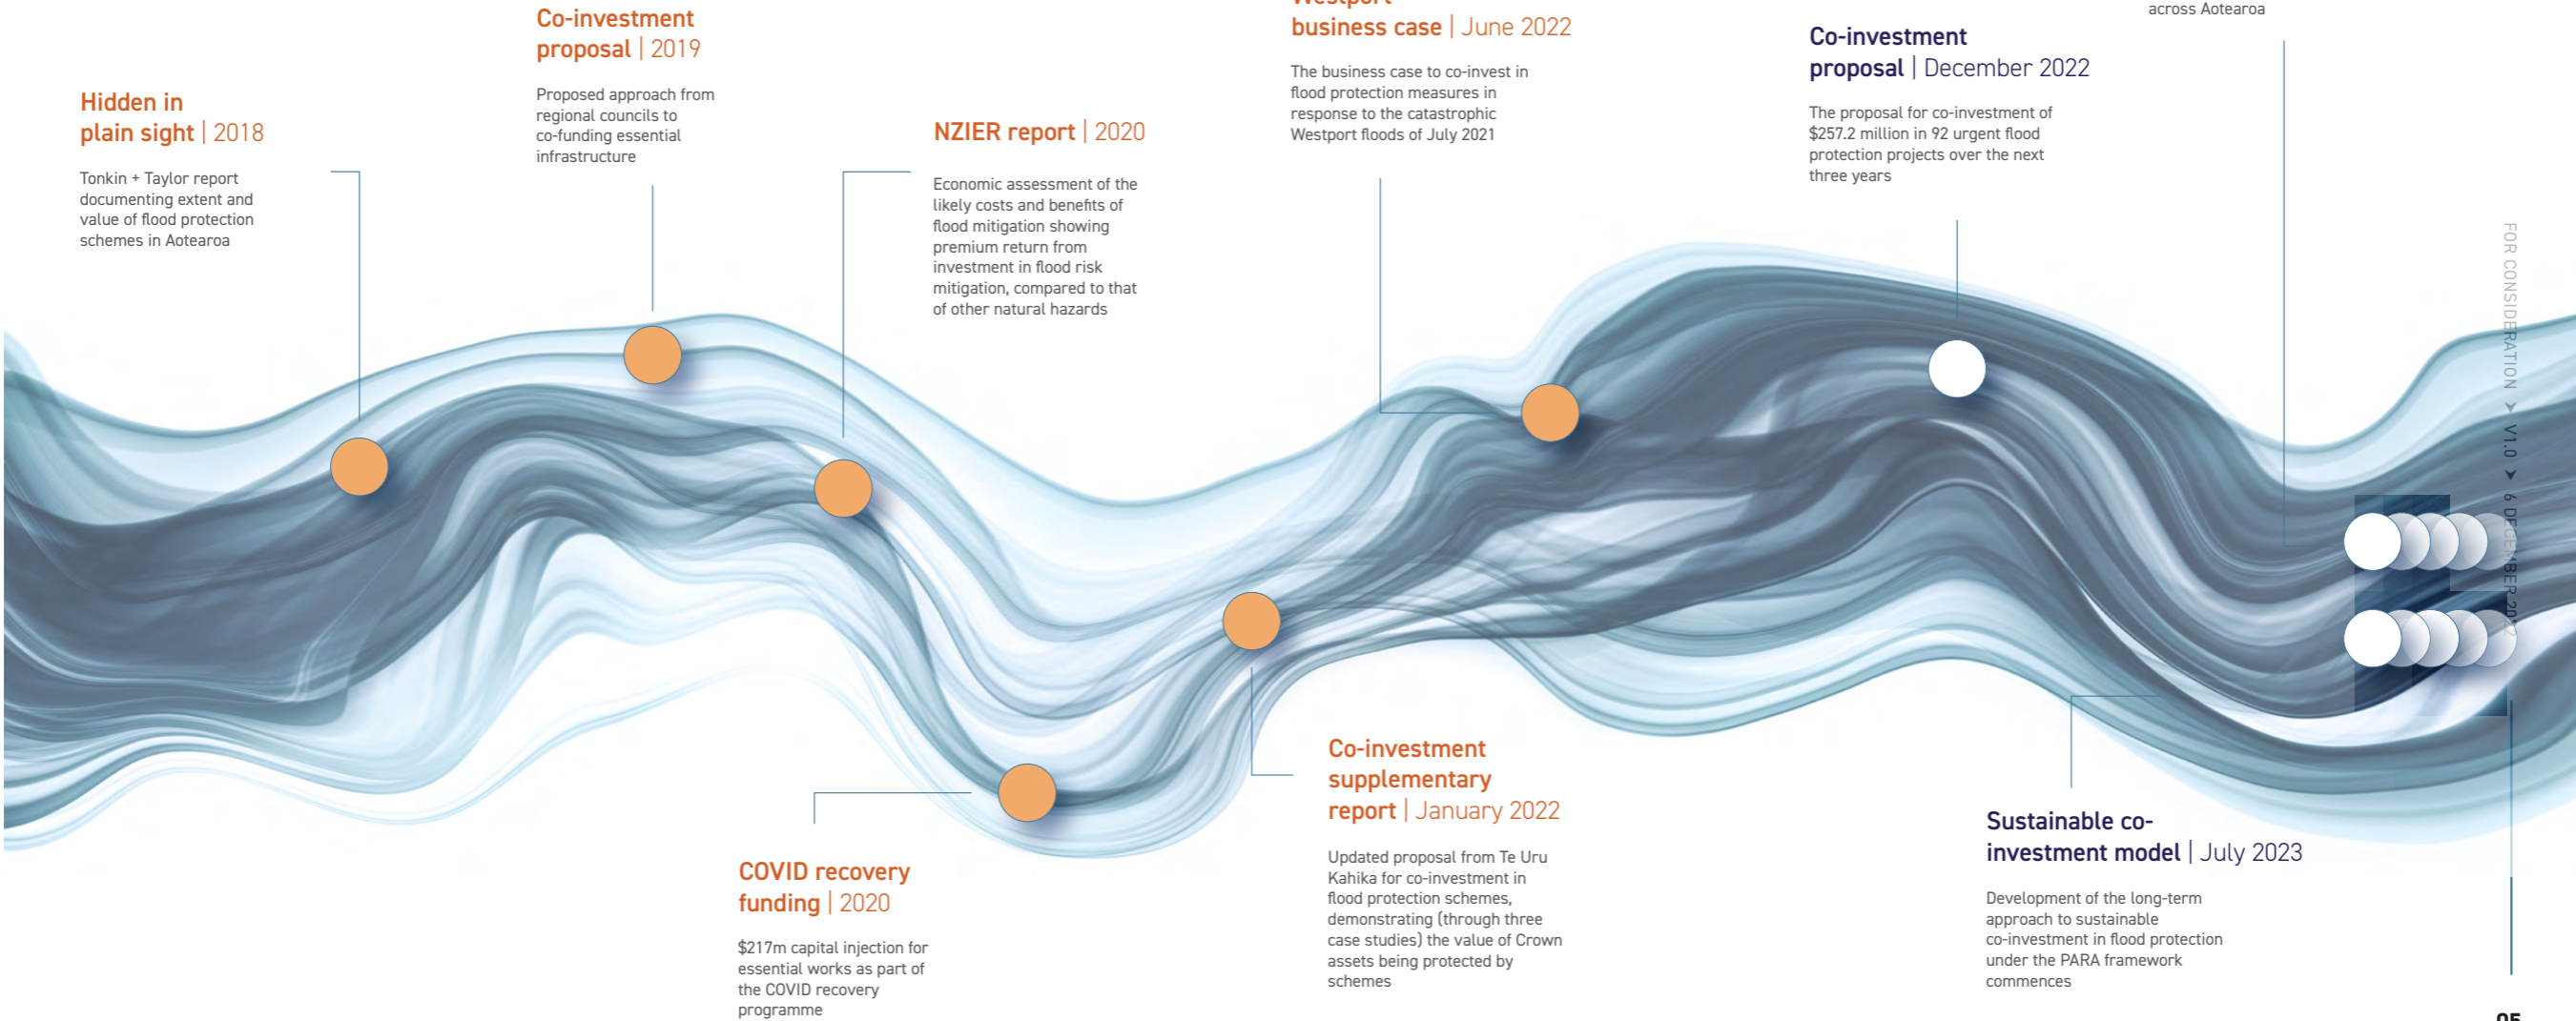 Hidden in
plain sight | 2018
Tonkin + Taylor report
documenting extent and
value of flood protection
schemes in Aotearoa
Co-investment
proposal | 2019
Proposed approach from
regional councils to
co-funding essential
infrastructure
NZIER report | 2020
Economic assessment of the
likely costs and benefits of
flood mitigation showing
premium return from
investment in flood risk
mitigation, compared to that
of other natural hazards
COVID recovery
funding | 2020
$217m capital injection for
essential works as part of
the COVID recovery
programme
Co-investment
supplementary
report | January 2022
Updated proposal from Te Uru
Kahika for co-investment in
flood protection schemes,
demonstrating (through three
case studies) the value of Crown
assets being protected by
schemes
Westport
business case | June 2022
The business case to co-invest in
flood protection measures in
response to the catastrophic
Westport floods of July 2021
Co-investment
proposal | December 2022
The proposal for co-investment of
$257.2 million in 92 urgent flood
protection projects over the next
three years
across Aotearoa
Sustainable co-
investment model | July 2023
Development of the long-term
approach to sustainable
co-investment in flood protection
under the PARA framework
commences
FOR CONSIDERATION V1.0 6 DECEMBER 2022